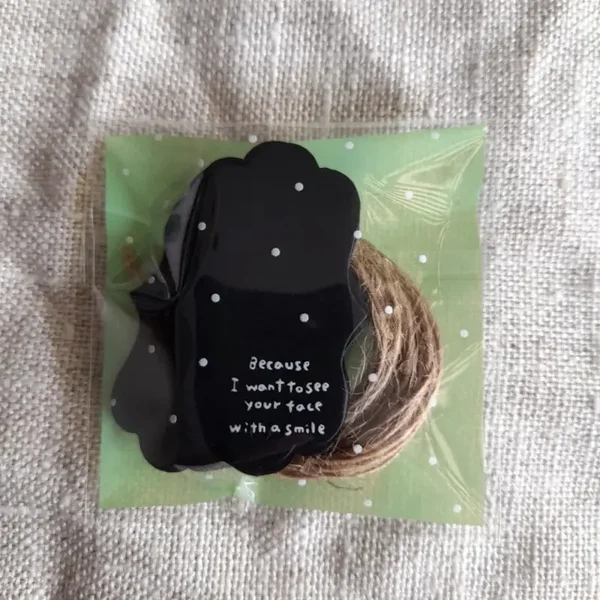 Because
I want to see
your face
with a smile